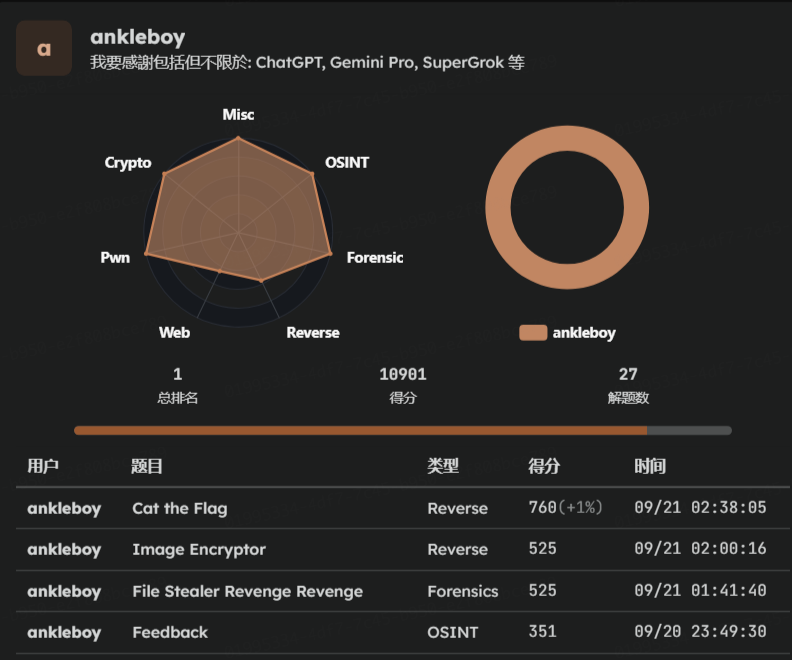 a
ankleboy
我要感謝包括但不限於: ChatGPT, Gemini Pro, SuperGrok 等
Misc
Crypto
OSINT
Pwn
Forensic
Web
Reverse
ankleboy
1
10901
27
总排名
得分
解题数
用户 题目 类型 得分 时间
ankleboy Cat the Flag Reverse 760(+1%) 09/21 02:38:05
ankleboy Image Encryptor Reverse 525 09/21 02:00:16
ankleboy File Stealer Revenge Revenge Forensics 525 09/21 01:41:40
ankleboy Feedback OSINT 351 09/20 23:49:30